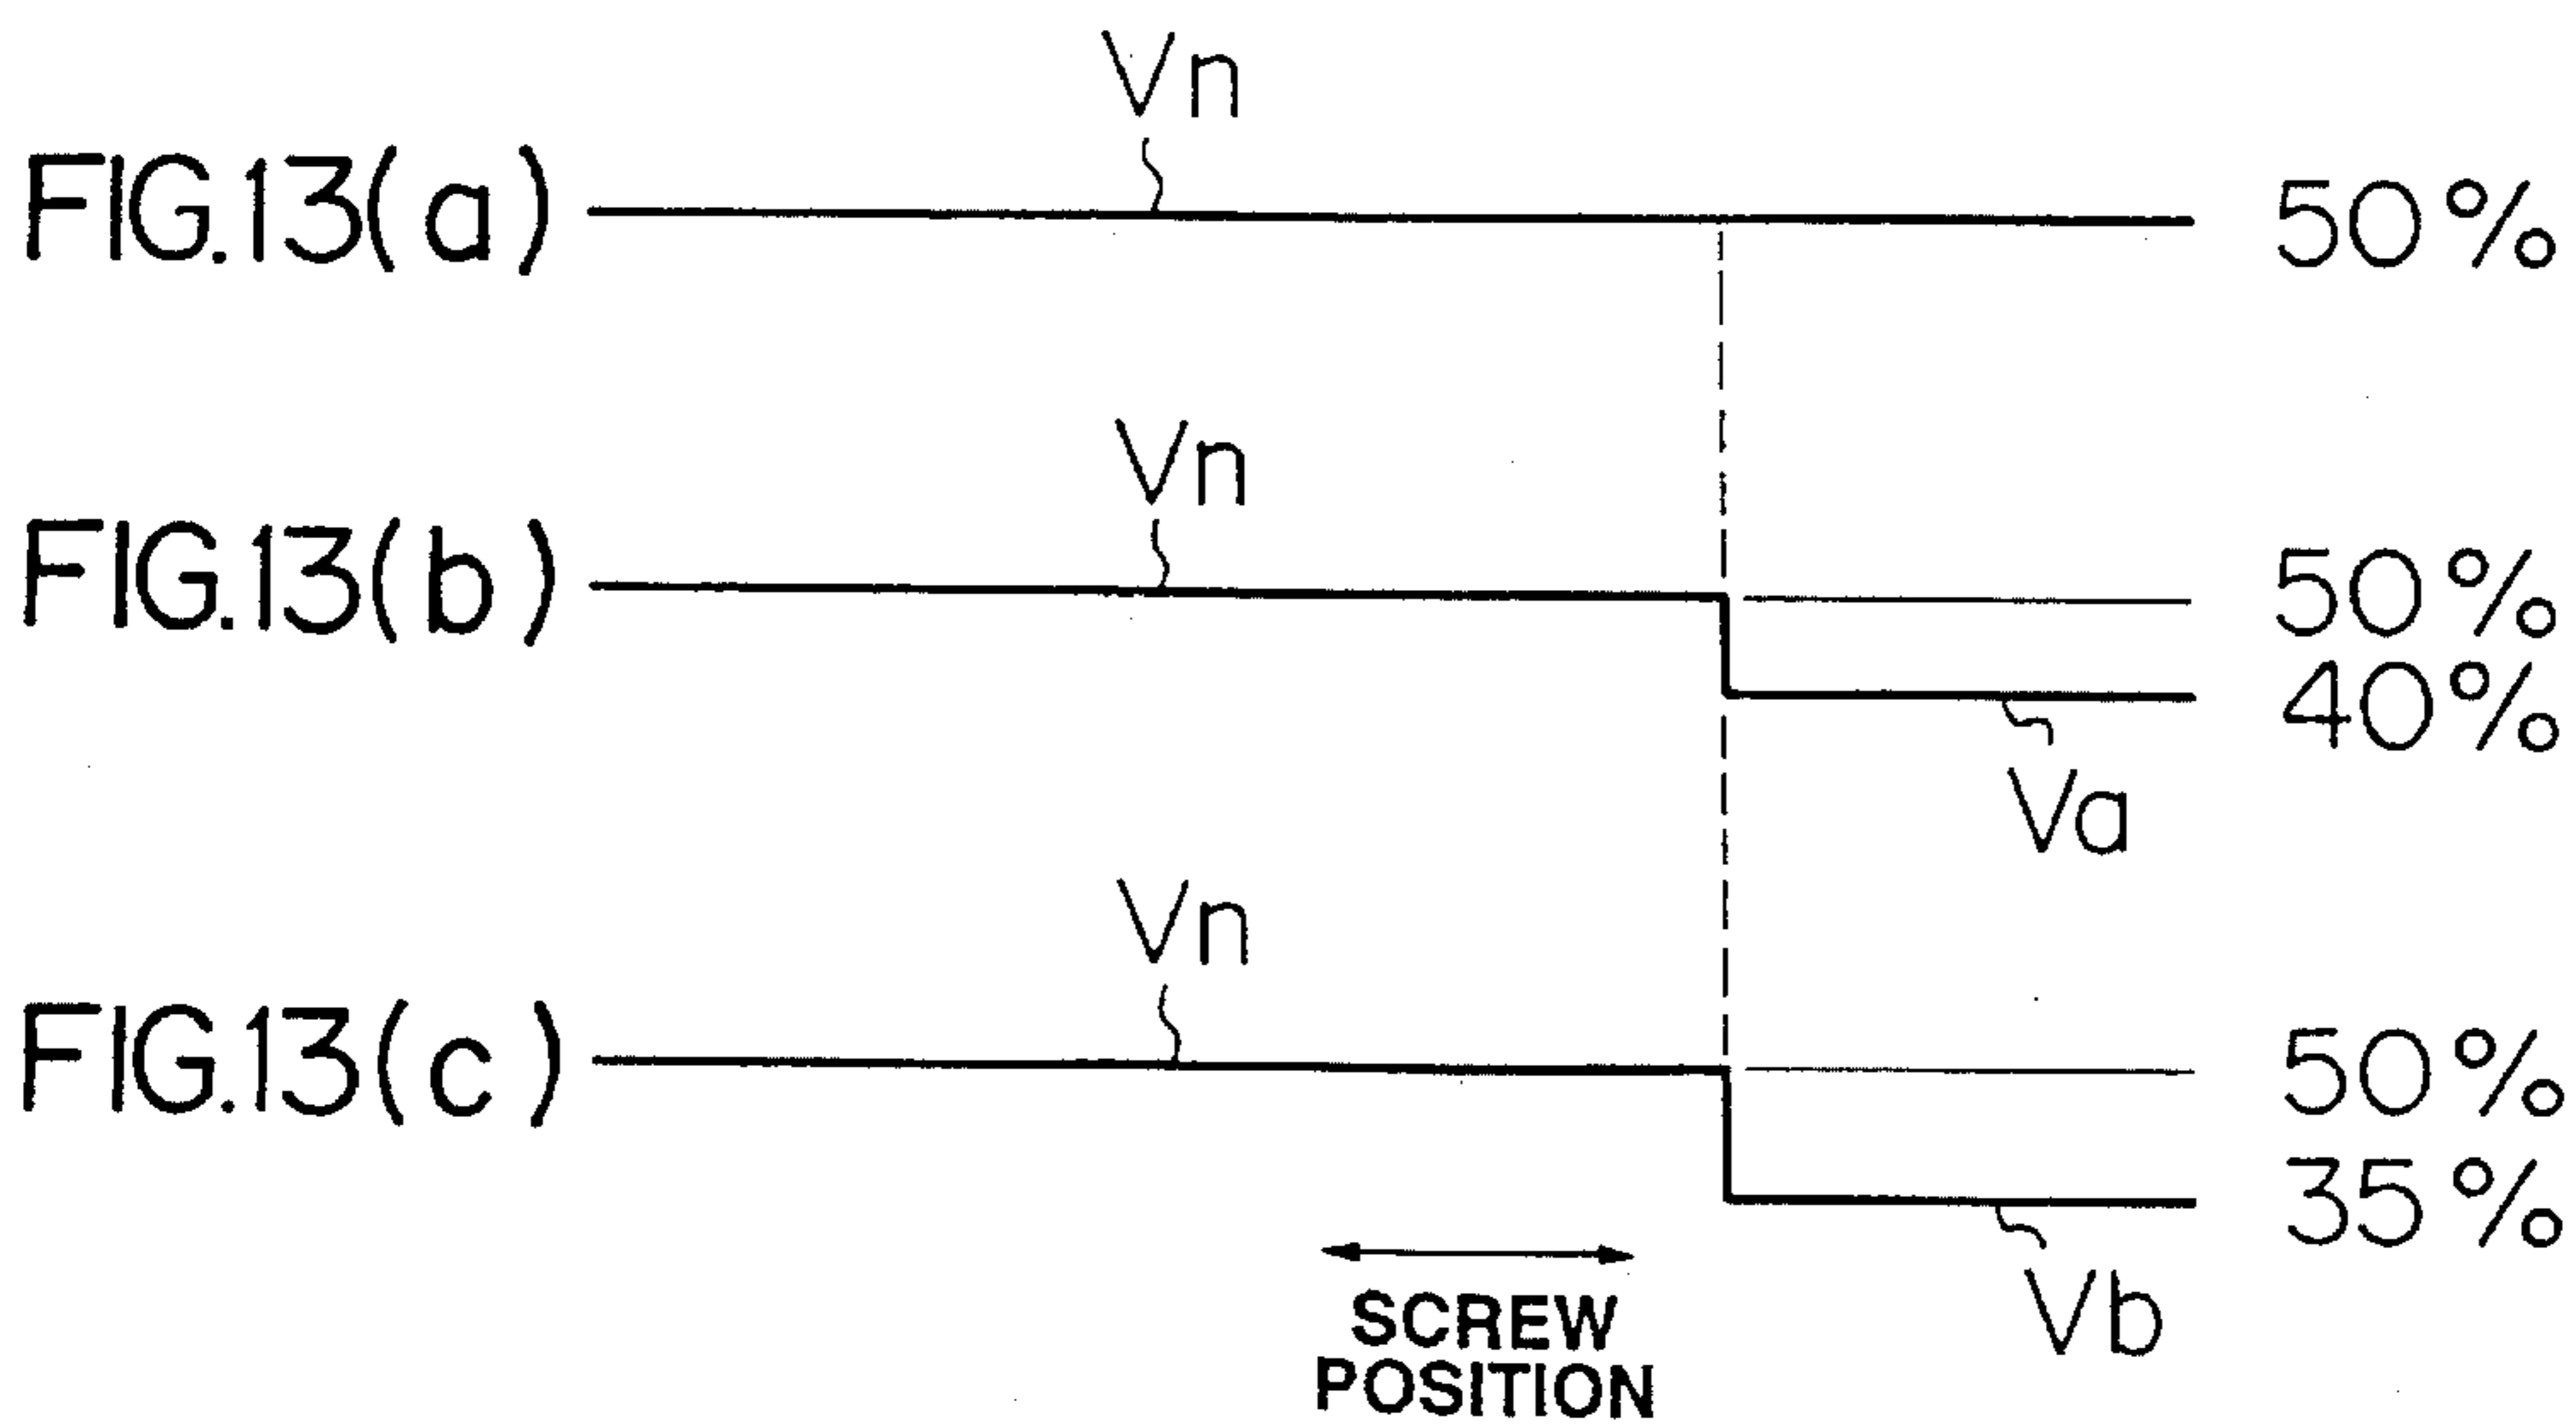 Vn
FIG.13(a)
50%
Vn
FIG.13(b)
50%
40%
Va
Vn
FIG.13(c)
50%
35%
Vb
SCREW
POSITION